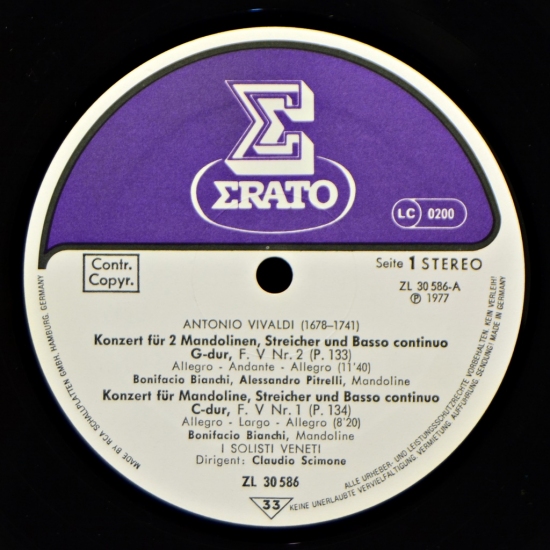 Σ
ΣRATO
LC 0200
Contr.
Copyr.
Seite 1 STEREO
ZL 30 586-A
℗ 1977
ANTONIO VIVALDI (1678–1741)
Konzert für 2 Mandolinen, Streicher und Basso continuo
G-dur, F. V Nr. 2 (P. 133)
Allegro - Andante - Allegro (11'40)
Bonifacio Bianchi, Alessandro Pitrelli, Mandoline
Konzert für Mandoline, Streicher und Basso continuo
C-dur, F. V Nr. 1 (P. 134)
Allegro - Largo - Allegro (8'20)
Bonifacio Bianchi, Mandoline
I SOLISTI VENETI
Dirigent: Claudio Scimone
ZL 30 586
33
MADE BY RCA SCHALLPLATTEN GMBH, HAMBURG, GERMANY
ALLE URHEBER- UND LEISTUNGSSCHUTZRECHTE VORBEHALTEN. KEIN VERLEIH!
KEINE UNERLAUBTE VERVIELFÄLTIGUNG, VERMIETUNG, AUFFÜHRUNG, SENDUNG! MADE IN GERMANY